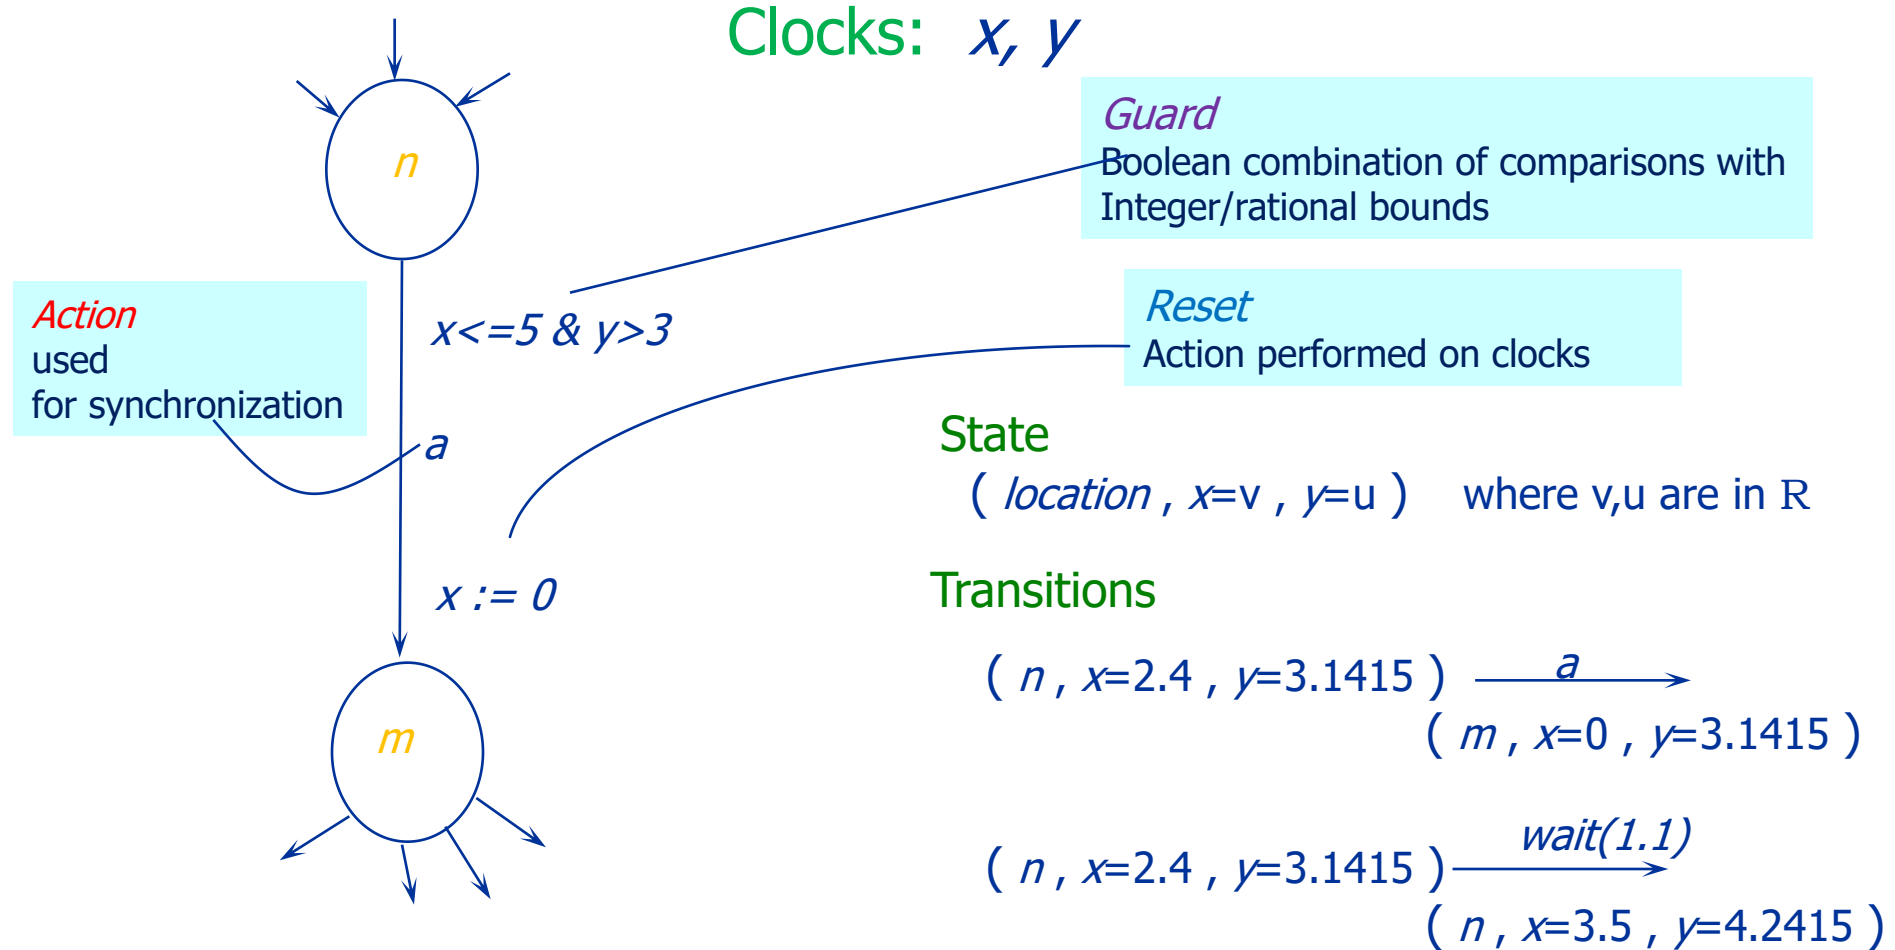 Clocks: x, y
n
Guard
Boolean combination of comparisons with
Integer/rational bounds
Action
used
for synchronization
x<=5 & y>3
Reset
Action performed on clocks
a
State
( location , x=v , y=u ) where v,u are in R
x := 0
Transitions
m
( n , x=2.4 , y=3.1415 ) a
( m , x=0 , y=3.1415 )
wait(1.1)
( n , x=2.4 , y=3.1415 )
( n , x=3.5 , y=4.2415 )